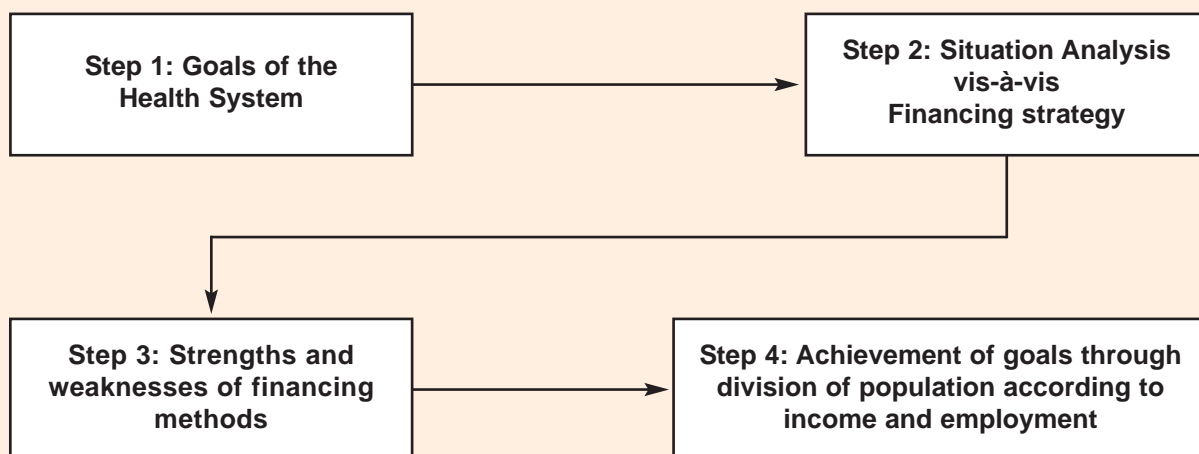 Step 1: Goals of the
Health System
Step 2: Situation Analysis
vis-à-vis
Financing strategy
Step 3: Strengths and
weaknesses of financing
methods
Step 4: Achievement of goals through
division of population according to
income and employment